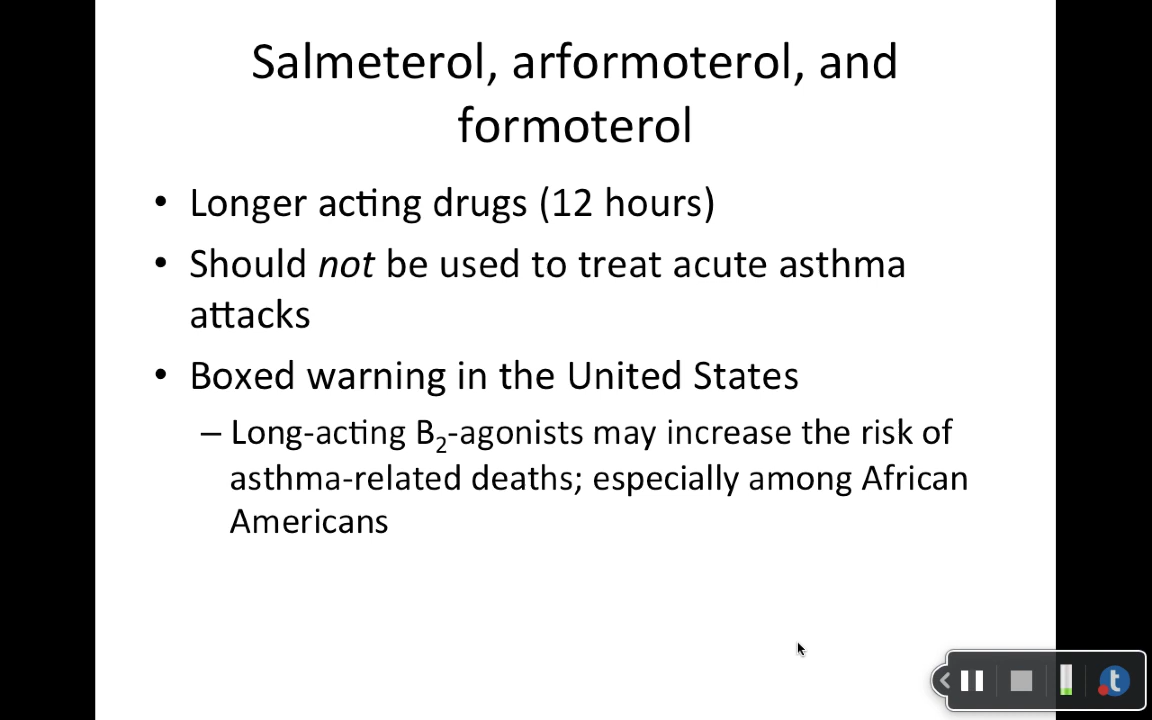 Salmeterol, arformoterol, and
formoterol
• Longer acting drugs (12 hours)
• Should not be used to treat acute asthma
attacks
• Boxed warning in the United States
– Long-acting B₂-agonists may increase the risk of
asthma-related deaths; especially among African
Americans
t